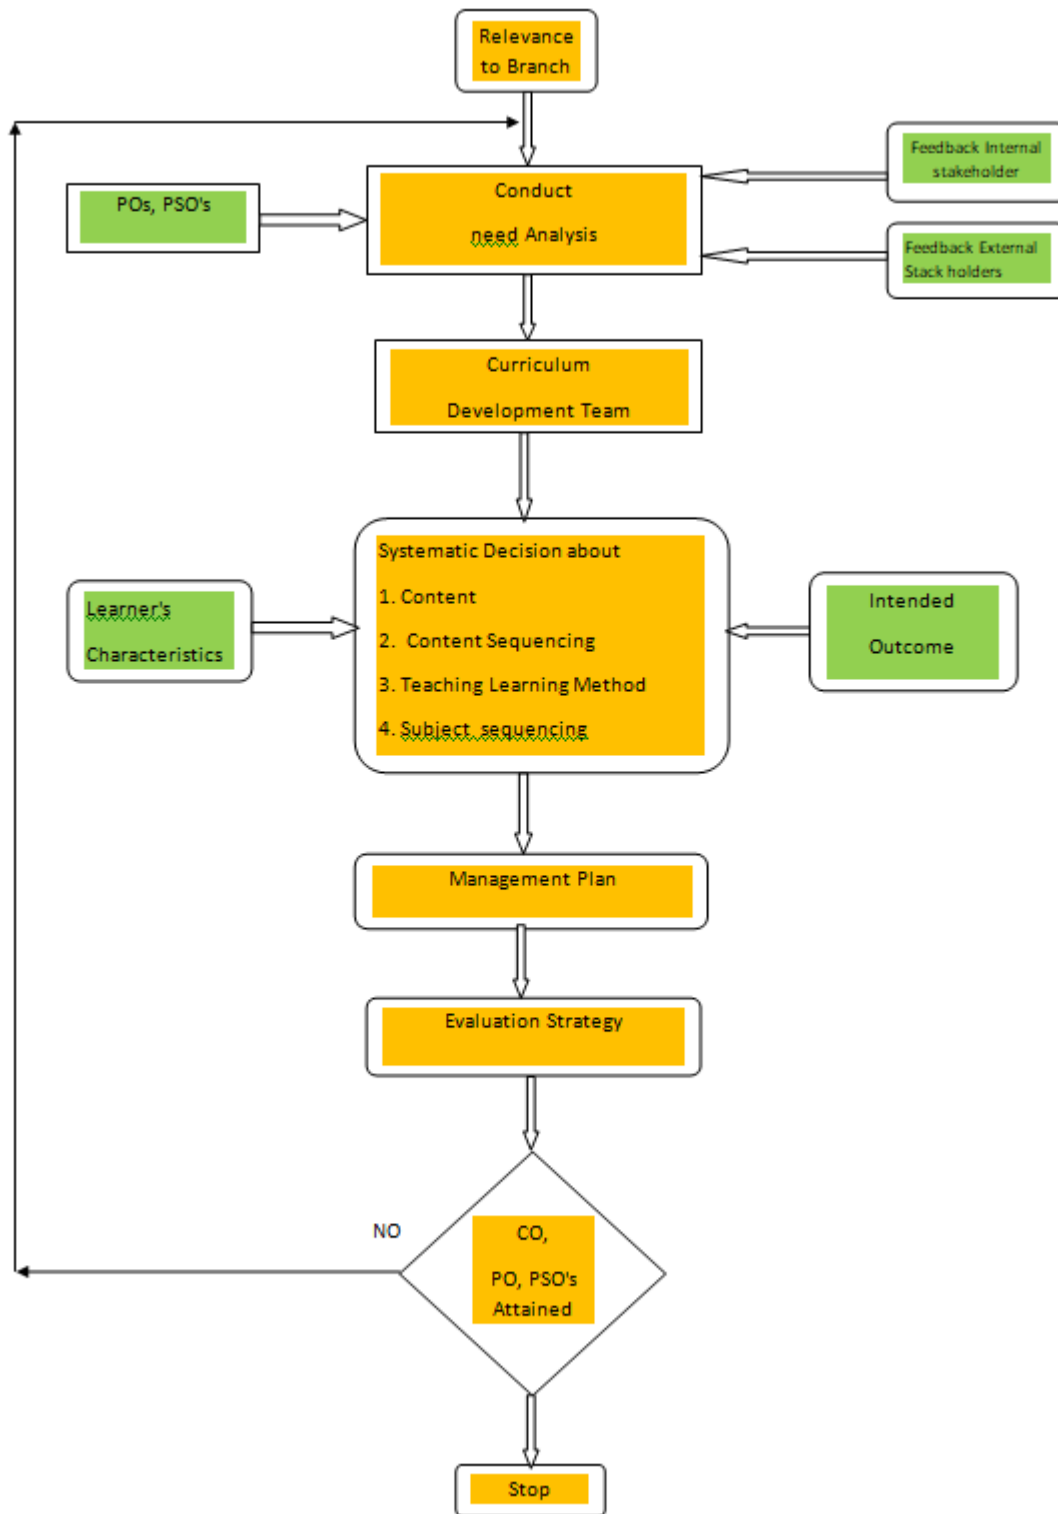 Relevance
to Branch
Feedback Internal
stakeholder
POs, PSO's
Conduct
need Analysis
Feedback External
Stack holders
Curriculum
Development Team
Systematic Decision about
1. Content
2. Content Sequencing
3. Teaching Learning Method
4. Subject sequencing
Learner's
Characteristics
Intended
Outcome
Management Plan
Evaluation Strategy
NO
CO,
PO, PSO's
Attained
Stop